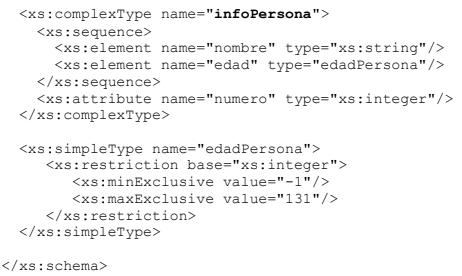 <xs:complexType name="infoPersona">
<xs:sequence>
<xs:element name="nombre" type="xs:string"/>
<xs:element name="edad" type="edadPersona"/>
</xs:sequence>
<xs:attribute name="numero" type="xs:integer"/>
</xs:complexType>
<xs:simpleType name="edadPersona">
<xs:restriction base="xs:integer">
<xs:minExclusive value="-1"/>
<xs:maxExclusive value="131"/>
</xs:restriction>
</xs:simpleType>
</xs:schema>